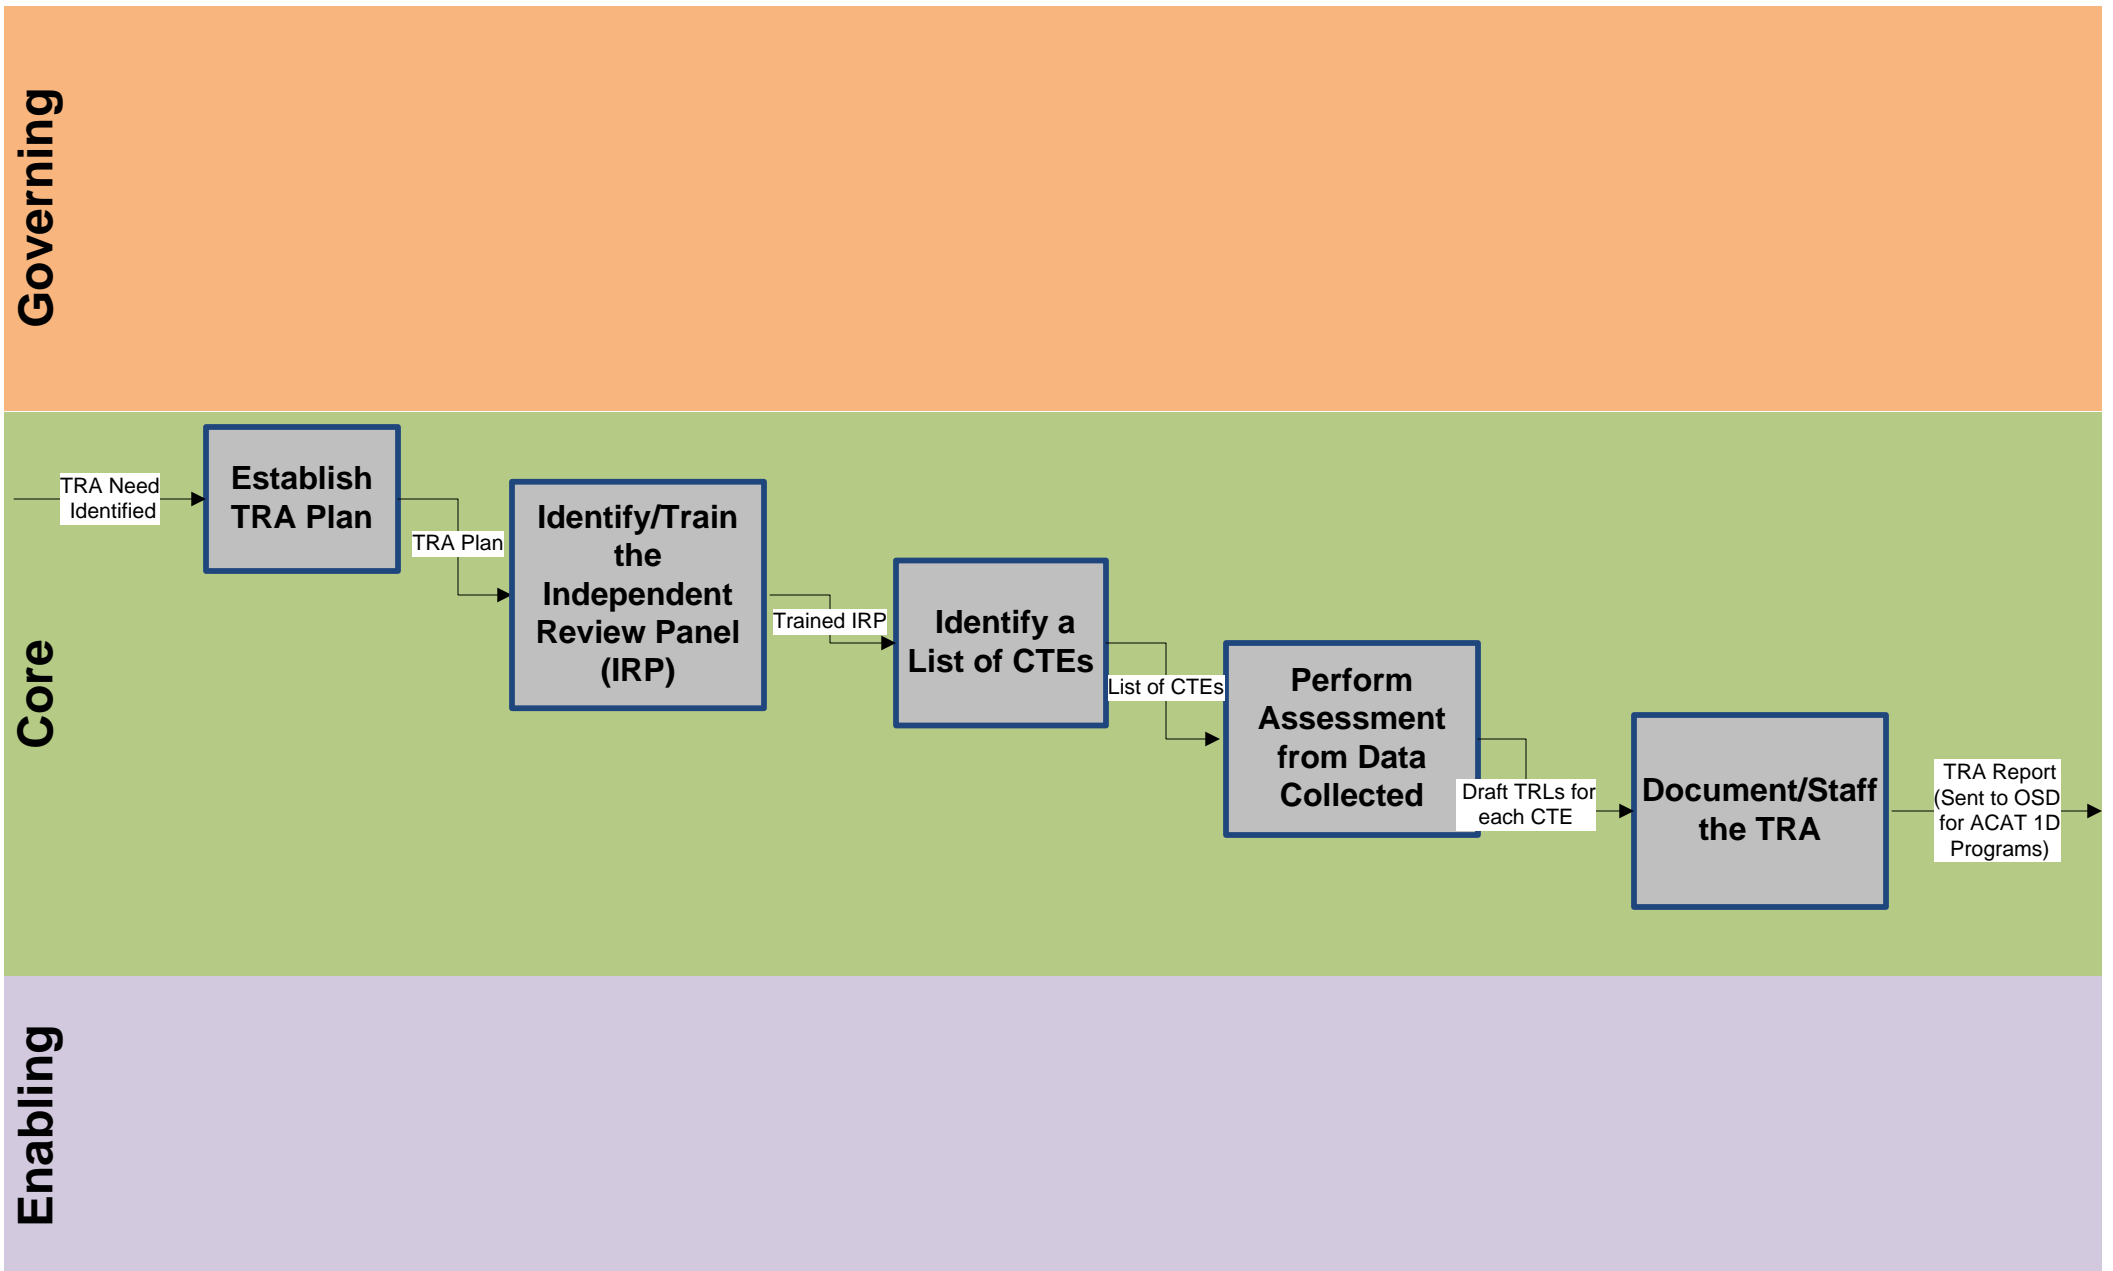 Governing
Core
Enabling
TRA Need
Identified
Establish
TRA Plan
TRA Plan
Identify/Train
the
Independent
Review Panel
(IRP)
Trained IRP
Identify a
List of CTEs
List of CTEs
Perform
Assessment
from Data
Collected
Draft TRLs for
each CTE
Document/Staff
the TRA
TRA Report
(Sent to OSD
for ACAT 1D
Programs)